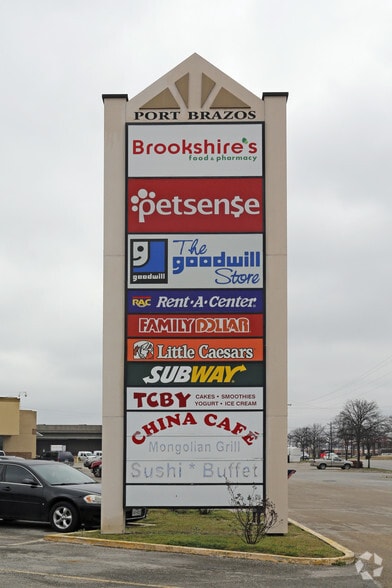 PORT BRAZOS
Brookshire's
food & pharmacy
petsen$e
goodwill
The
goodwill
Store
RAC Rent-A-Center
FAMILY DOLLAR
Little Caesars
SUBWAY
TCBY
CAKES • SMOOTHIES
YOGURT • ICE CREAM
CHINA CAFÉ
Mongolian Grill
Sushi * Buffet